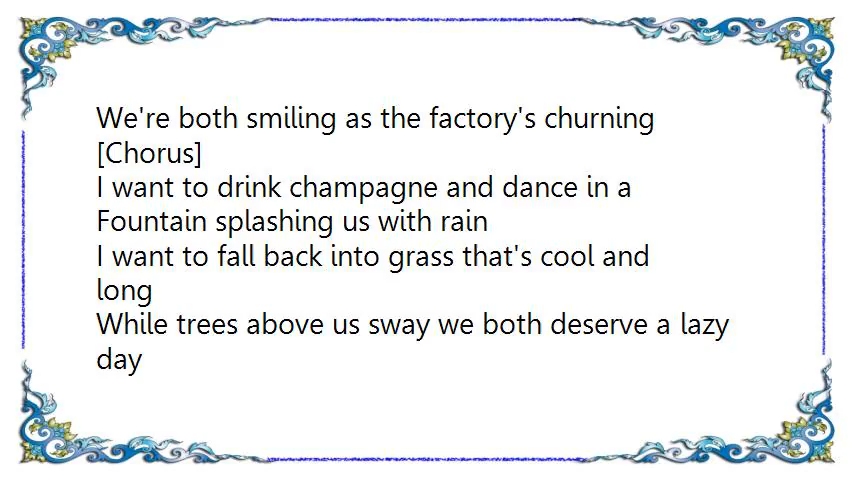 We're both smiling as the factory's churning
[Chorus]
I want to drink champagne and dance in a
Fountain splashing us with rain
I want to fall back into grass that's cool and
long
While trees above us sway we both deserve a lazy
day